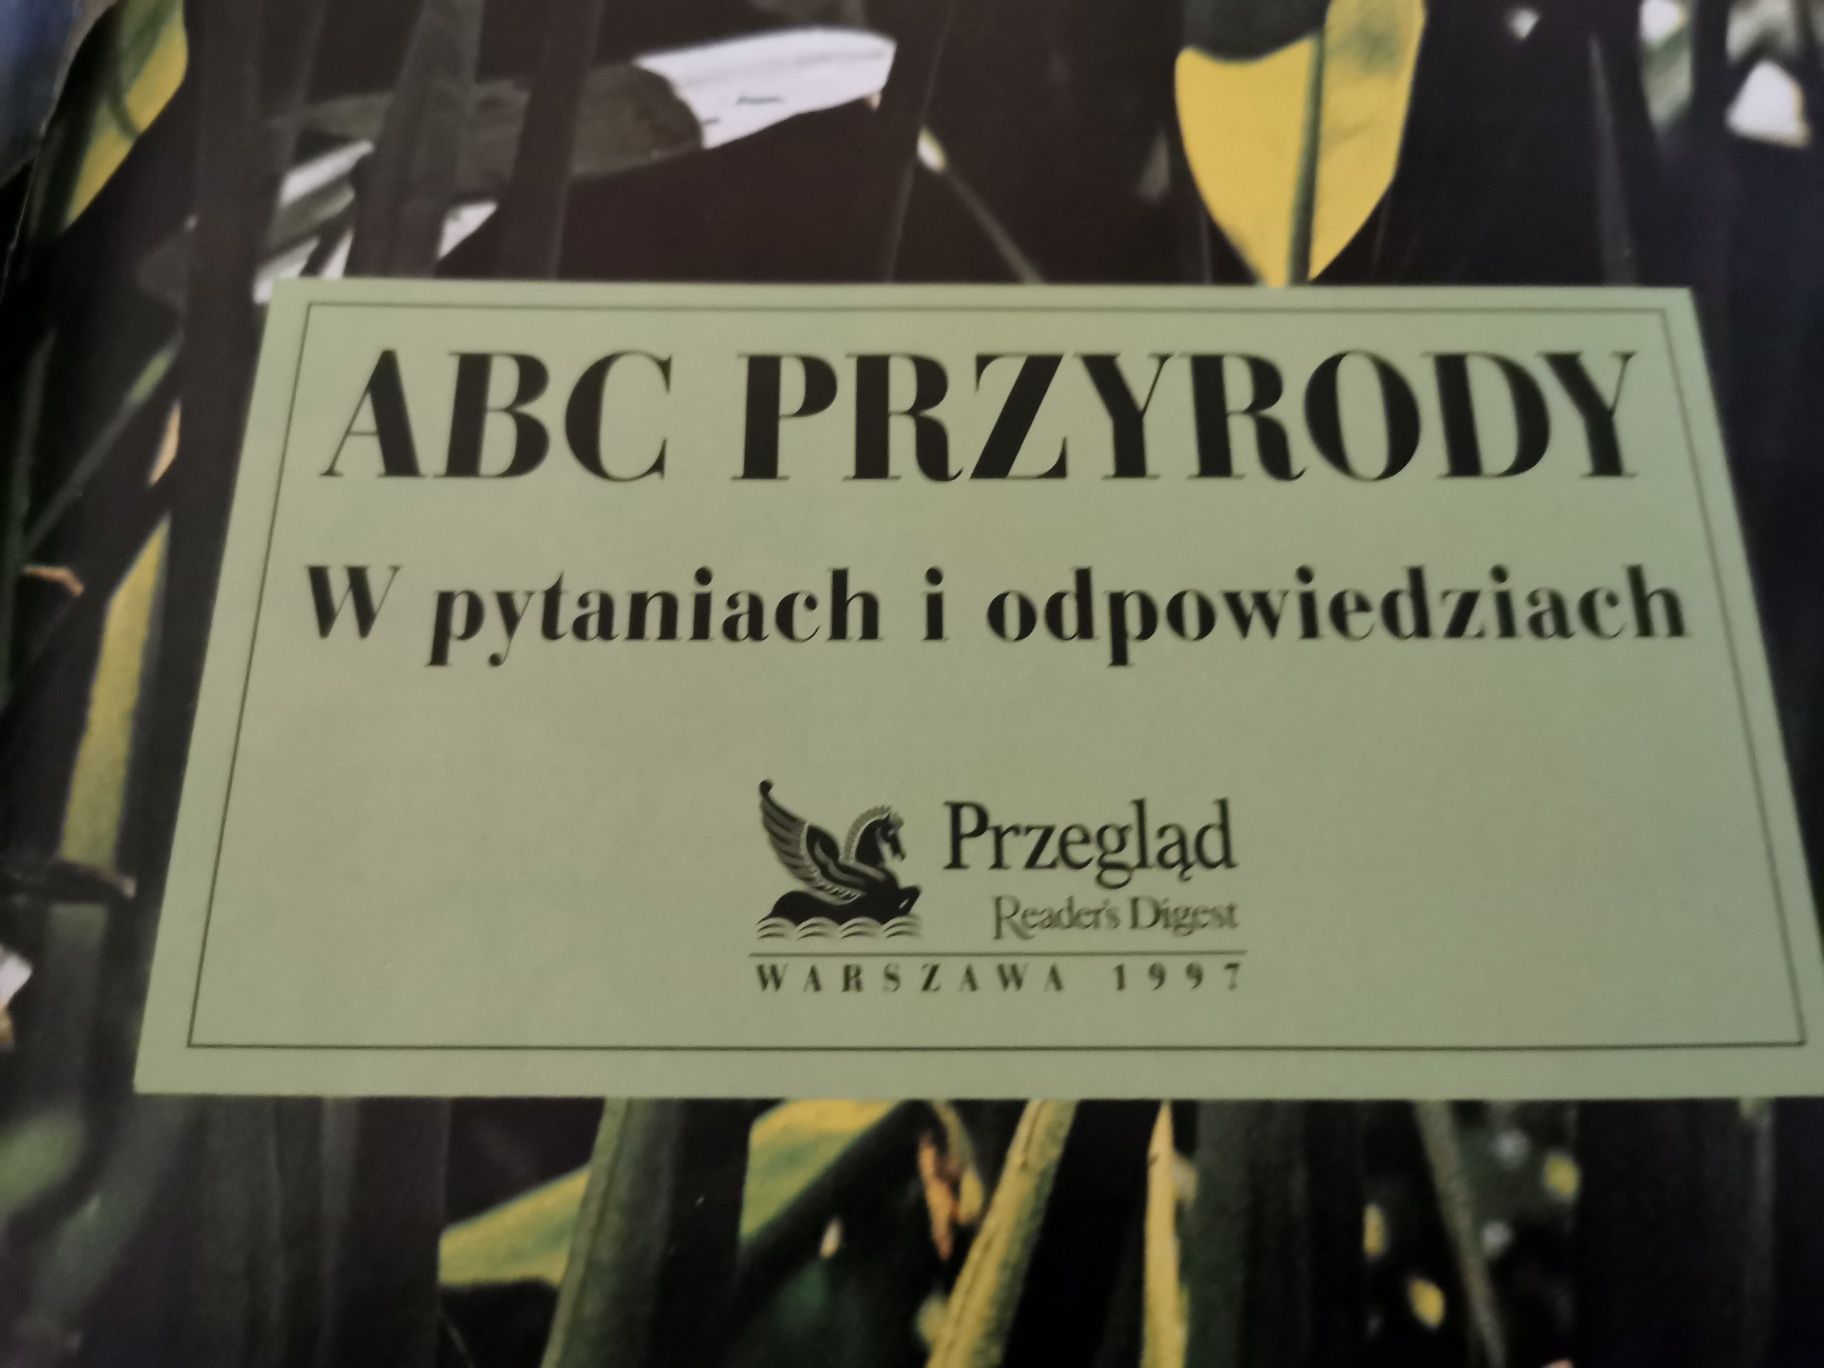 ABC PRZYRODY
W pytaniach i odpowiedziach
Przegląd
Reader's Digest
WARSZAWA 1997